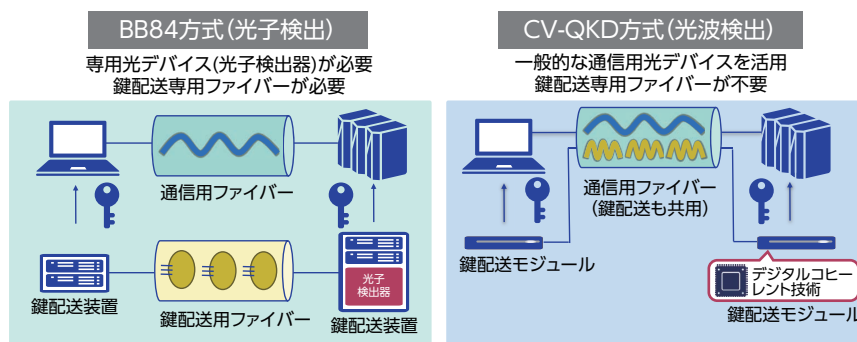 BB84方式(光子検出)
専用光デバイス(光子検出器)が必要
鍵配送専用ファイバーが必要
通信用ファイバー
光子
検出器
鍵配送装置
鍵配送用ファイバー
鍵配送装置
CV-QKD方式(光波検出)
一般的な通信用光デバイスを活用
鍵配送専用ファイバーが不要
通信用ファイバー
(鍵配送も共用)
鍵配送モジュール
デジタルコヒー
レント技術
鍵配送モジュール